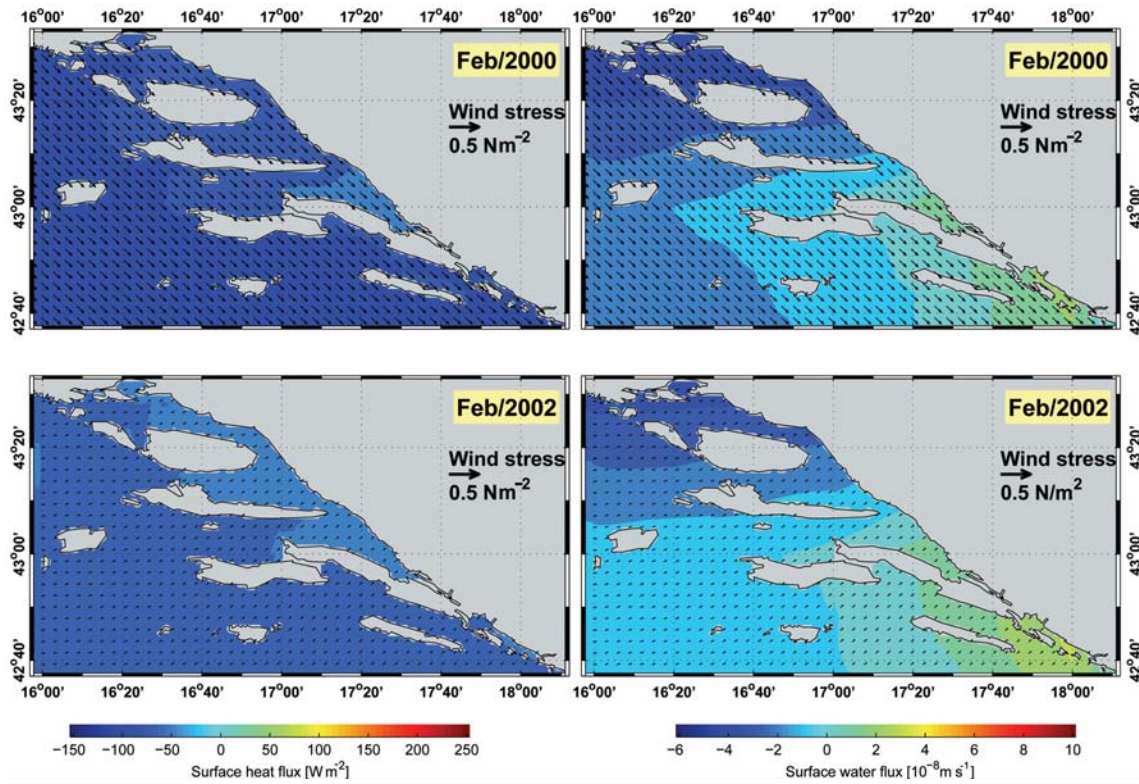 16°00' 16°20' 16°40' 17°00' 17°20' 17°40' 18°00' 16°00' 16°20' 16°40' 17°00' 17°20' 17°40' 18°00'
Feb/2000 Feb/2000
43°20' 43°20'
Wind stress Wind stress
0.5 Nm⁻² 0.5 Nm⁻²
43°00' 43°00'
42°40' 42°40'
Feb/2002 Feb/2002
43°20' 43°20'
Wind stress Wind stress
0.5 Nm⁻² 0.5 N/m²
43°00' 43°00'
42°40' 42°40'
16°00' 16°20' 16°40' 17°00' 17°20' 17°40' 18°00' 16°00' 16°20' 16°40' 17°00' 17°20' 17°40' 18°00'
−150 −100 −50 0 50 100 150 200 250 −6 −4 −2 0 2 4 6 8 10
Surface heat flux [W m⁻²] Surface water flux [10⁻⁸m s⁻¹]